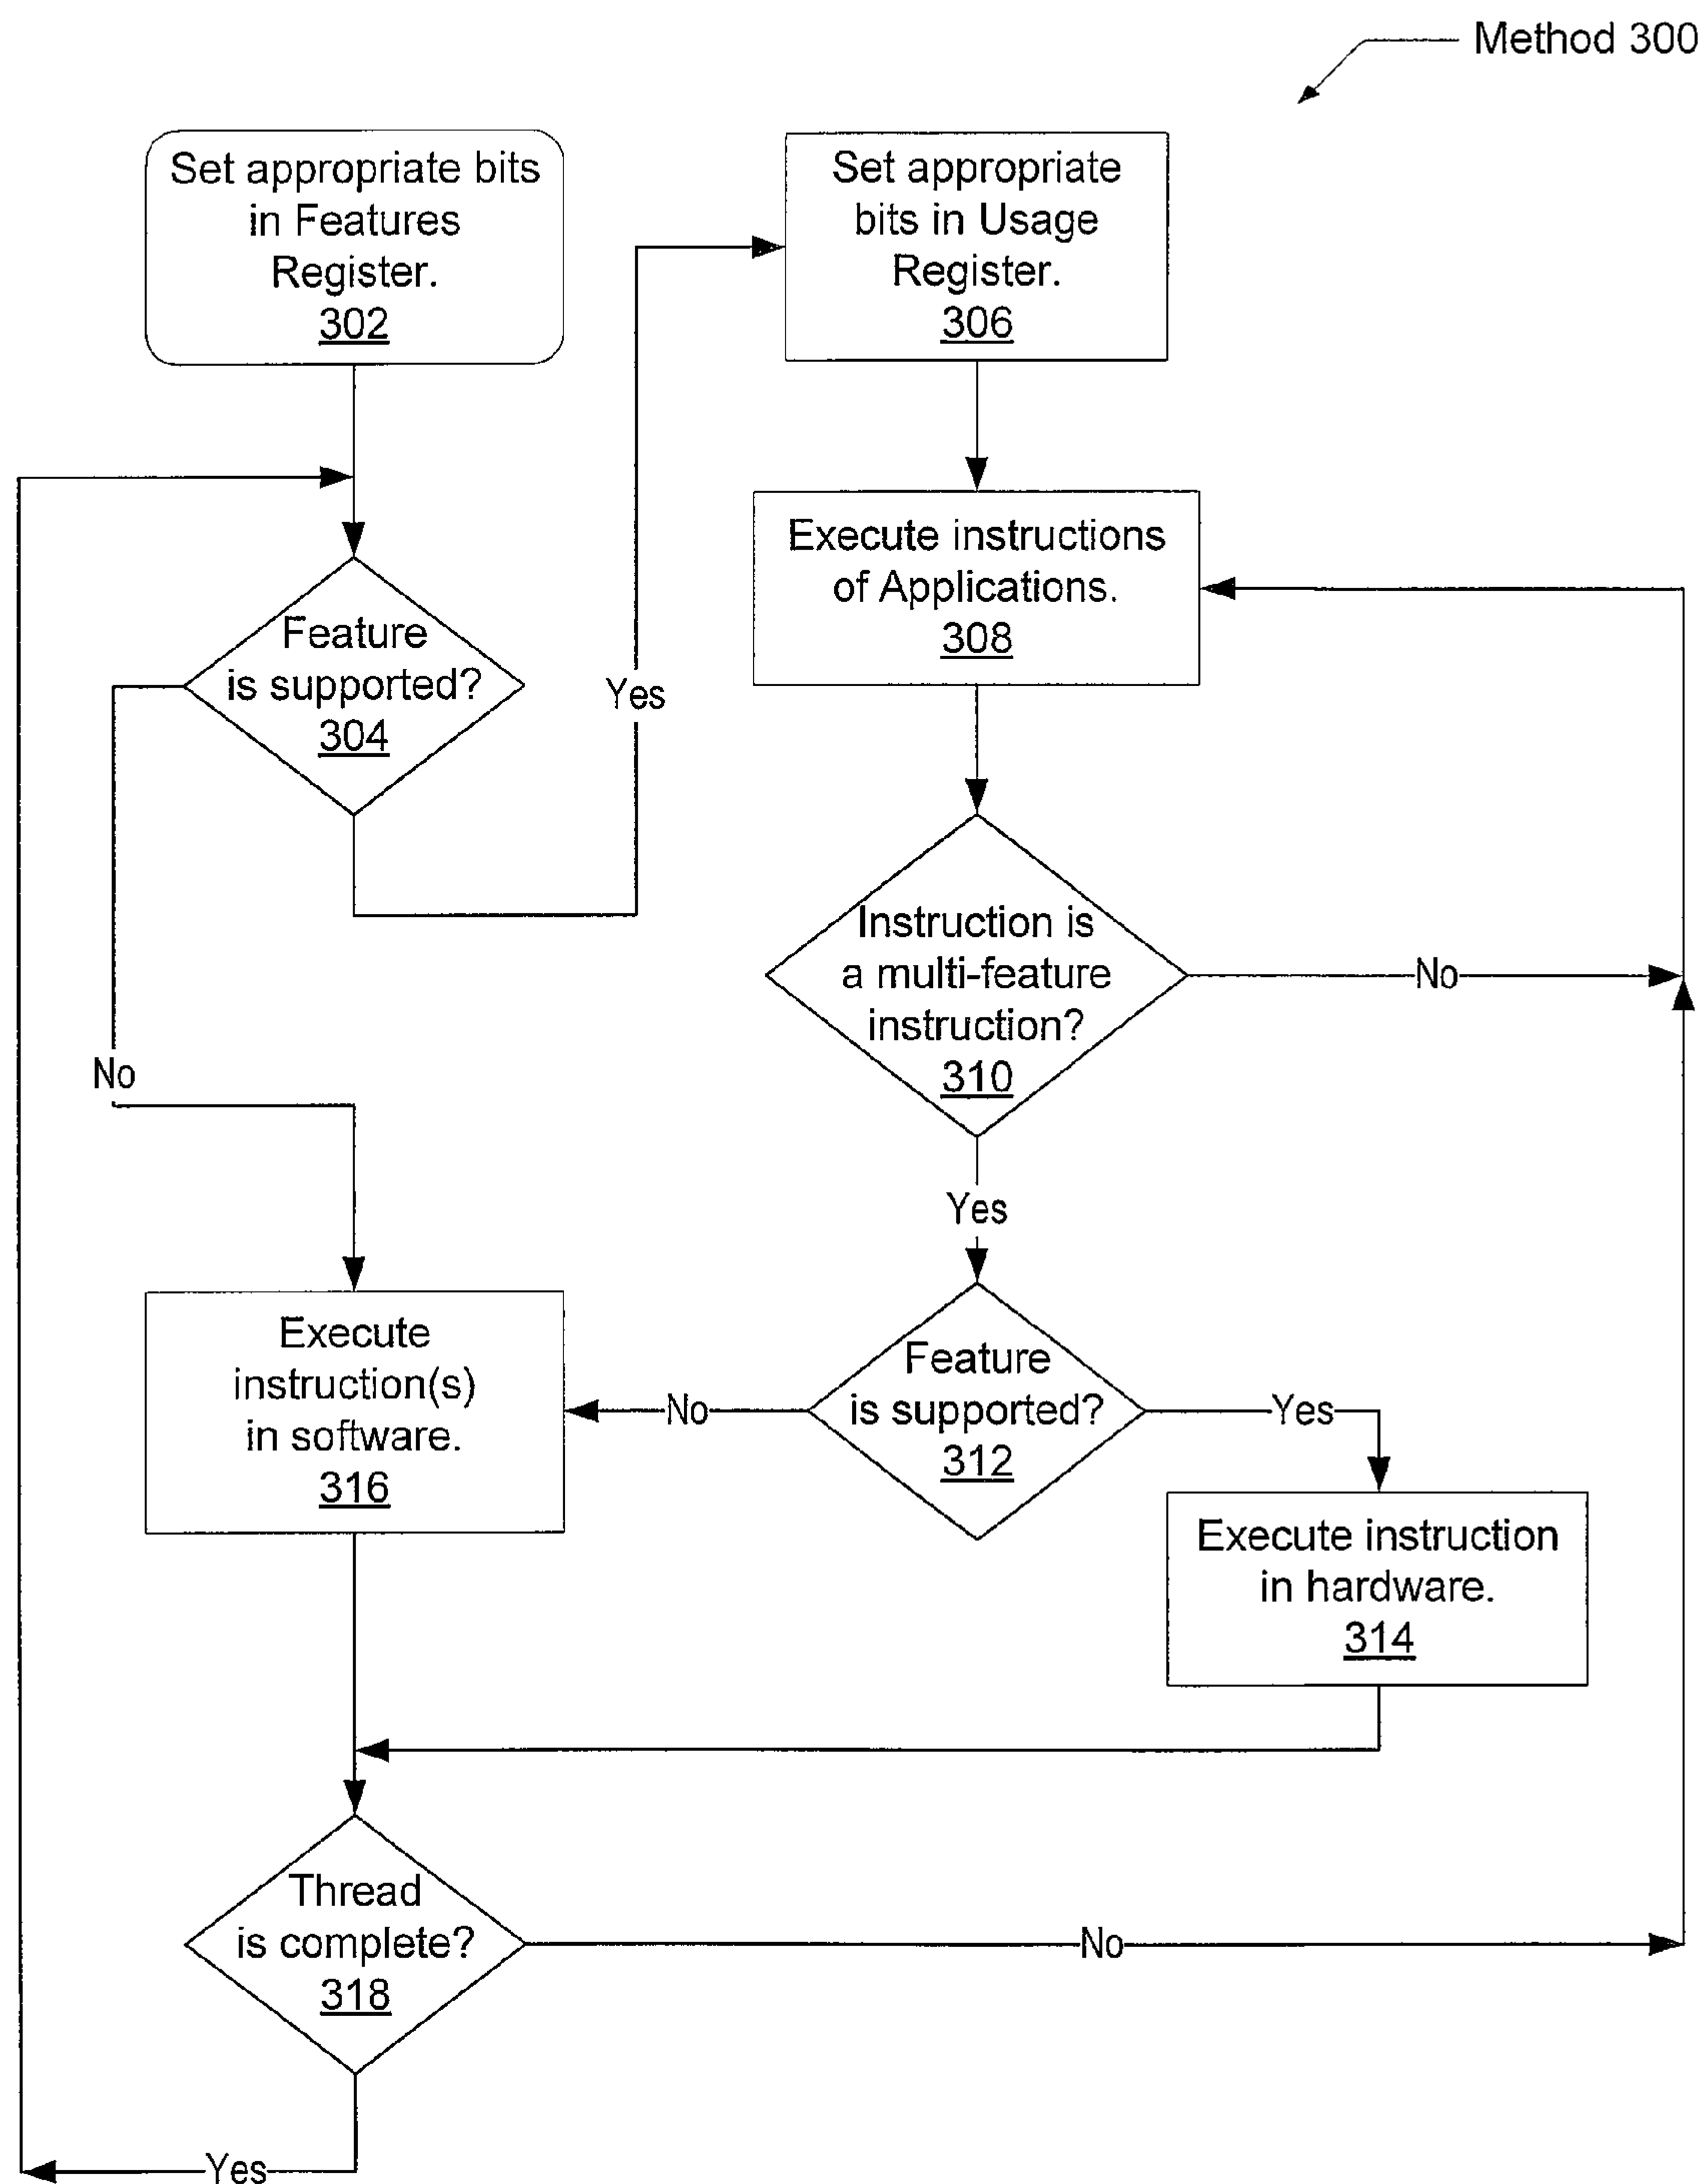 Method 300
Set appropriate bits
in Features
Register.
302
Set appropriate
bits in Usage
Register.
306
Execute instructions
of Applications.
308
Feature
is supported?
304
Yes
Instruction is
a multi-feature
instruction?
310
No
No
Yes
Execute
instruction(s)
in software.
316
No
Feature
is supported?
312
Yes
Execute instruction
in hardware.
314
Thread
is complete?
318
No
Yes